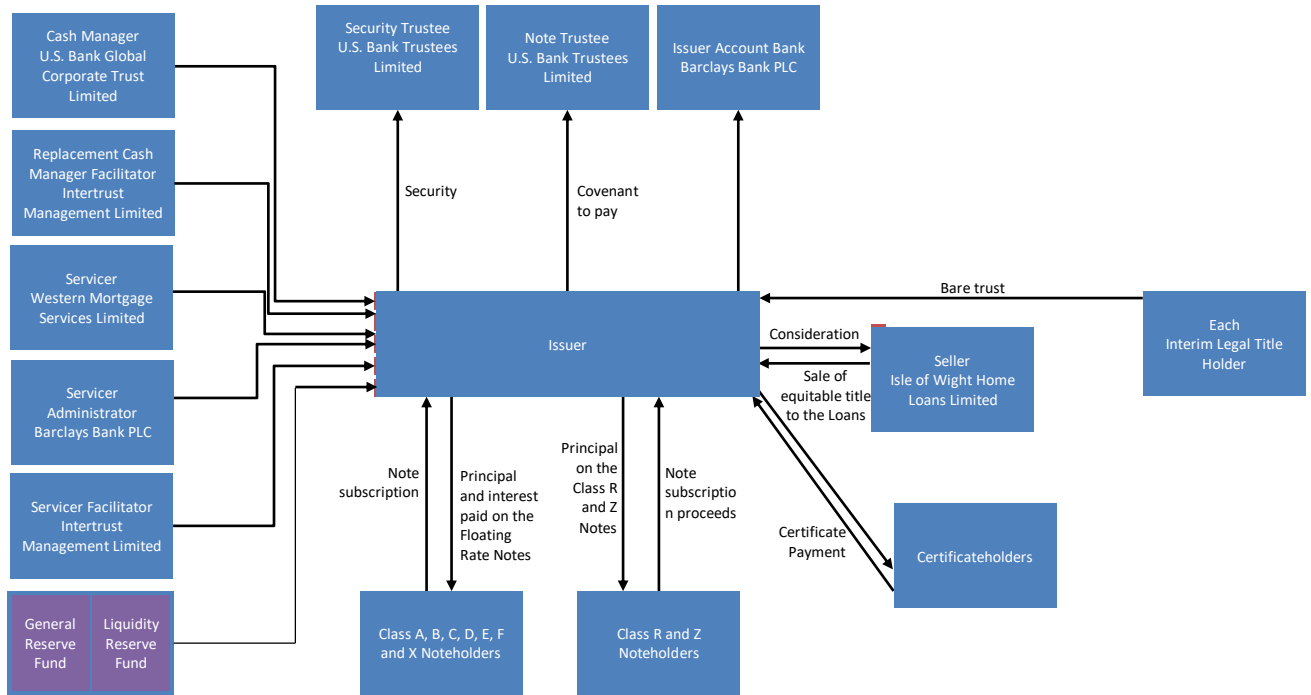 Cash Manager
U.S. Bank Global
Corporate Trust
Limited
Replacement Cash
Manager Facilitator
Intertrust
Management Limited
Servicer
Western Mortgage
Services Limited
Servicer
Administrator
Barclays Bank PLC
Servicer Facilitator
Intertrust
Management Limited
General
Reserve
Fund
Liquidity
Reserve
Fund
Security Trustee
U.S. Bank Trustees
Limited
Note Trustee
U.S. Bank Trustees
Limited
Issuer Account Bank
Barclays Bank PLC
Security
Covenant
to pay
Issuer
Bare trust
Each
Interim Legal Title
Holder
Consideration
Sale of
equitable title
to the Loans
Seller
Isle of Wight Home
Loans Limited
Note
subscription
Principal
and interest
paid on the
Floating
Rate Notes
Principal
on the
Class R
and Z
Notes
Note
subscriptio
n proceeds
Certificate
Payment
Certificateholders
Class A, B, C, D, E, F
and X Noteholders
Class R and Z
Noteholders